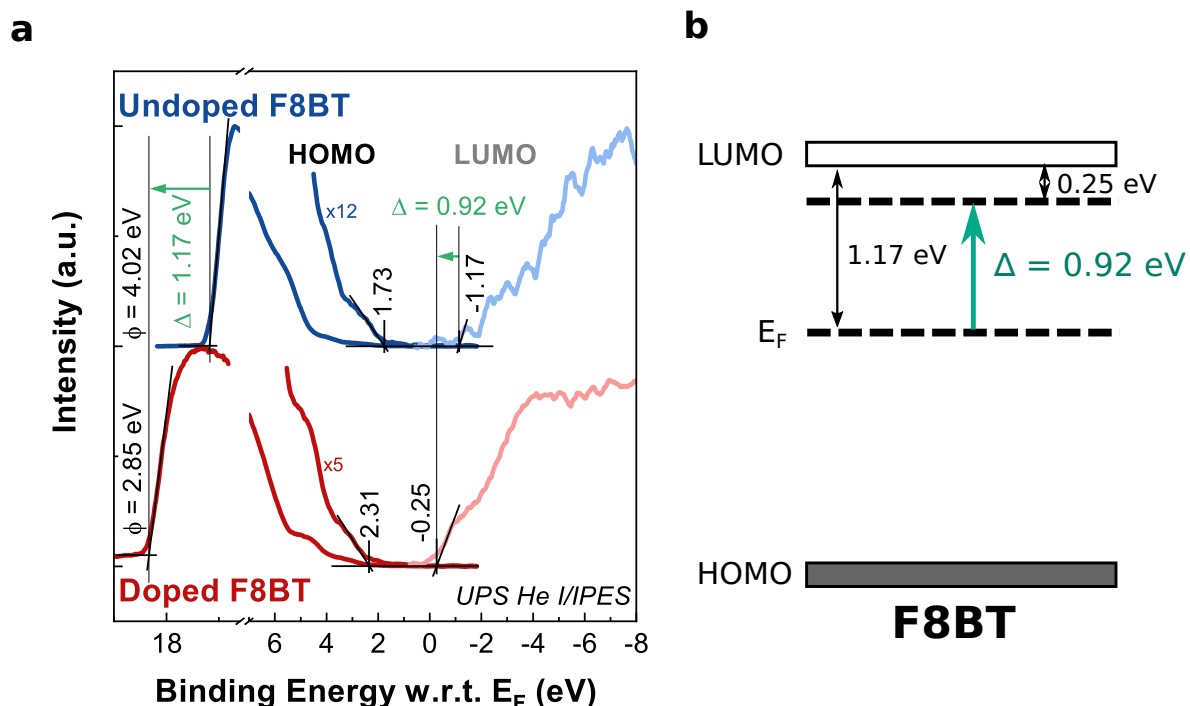 a
Undoped F8BT
HOMO
LUMO
x12
Δ = 0.92 eV
ϕ = 4.02 eV
Δ = 1.17 eV
1.73
-1.17
ϕ = 2.85 eV
x5
2.31
-0.25
Doped F8BT
UPS He I/IPES
Intensity (a.u.)
18 6 4 2 0 -2 -4 -6 -8
Binding Energy w.r.t. E_F (eV)
b
LUMO
0.25 eV
1.17 eV
Δ = 0.92 eV
E_F
HOMO
F8BT